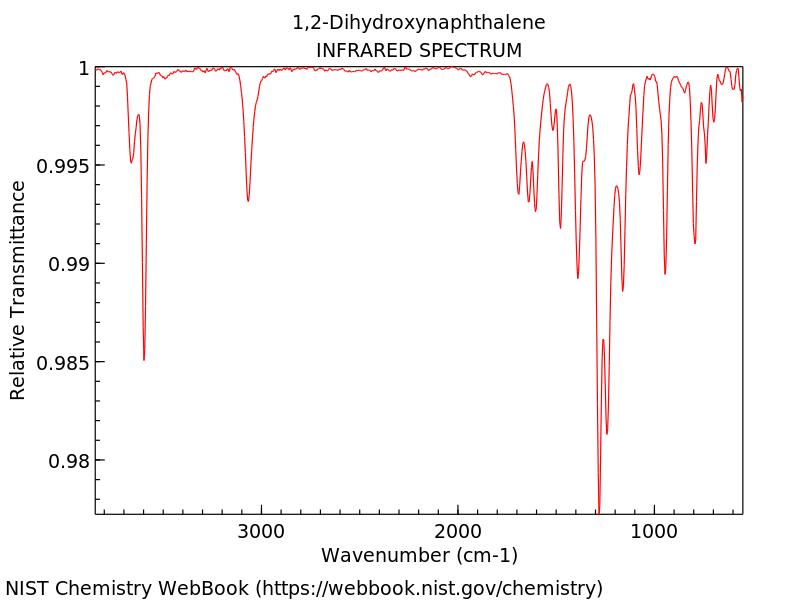 1,2-Dihydroxynaphthalene
INFRARED SPECTRUM
1
0.995
0.99
0.985
0.98
Relative Transmittance
3000
2000
1000
Wavenumber (cm-1)
NIST Chemistry WebBook (https://webbook.nist.gov/chemistry)